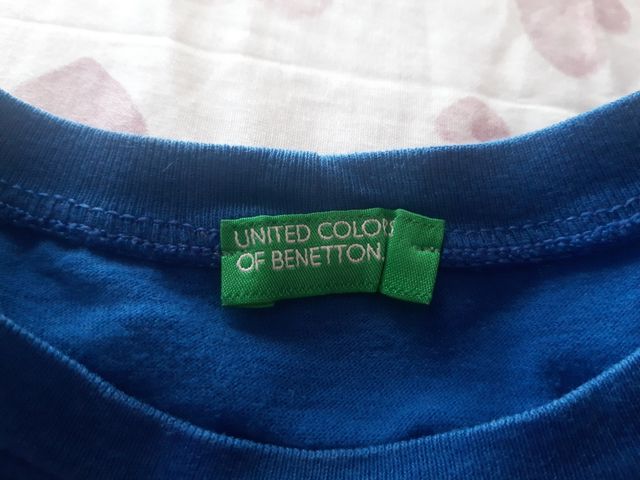 UNITED COLORS
OF BENETTON.